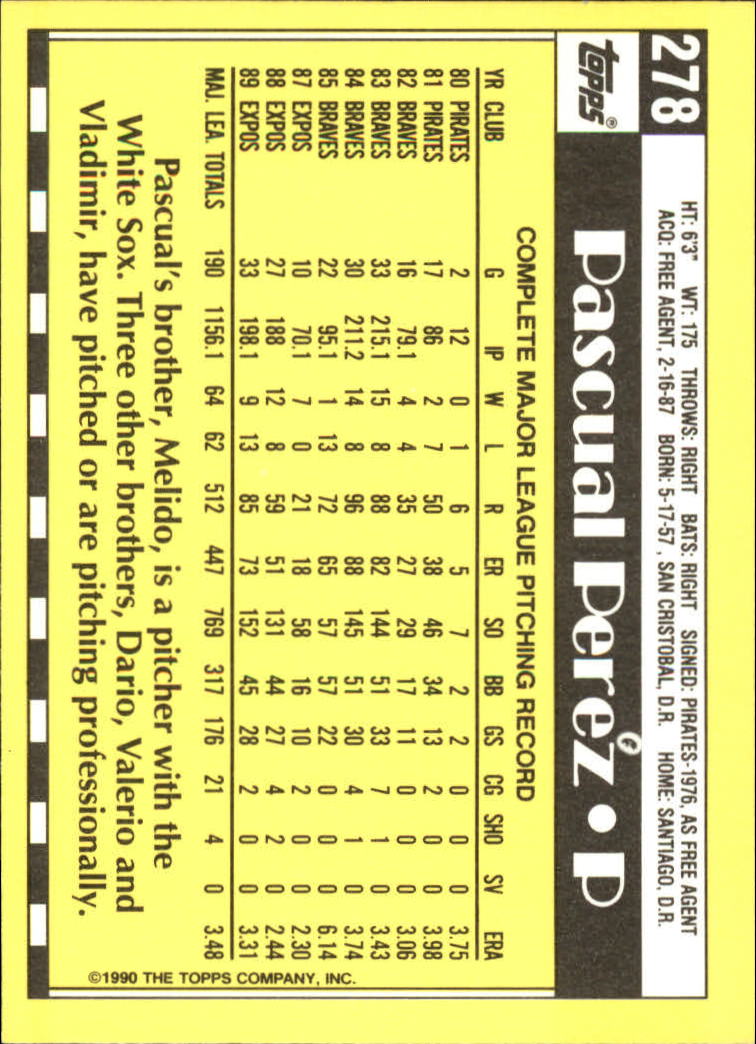 278
HT: 6'3" WT: 175 THROWS: RIGHT BATS: RIGHT SIGNED: PIRATES-1976, AS FREE AGENT
ACQ: FREE AGENT, 2-16-87 BORN: 5-17-57, SAN CRISTOBAL, D.R. HOME: SANTIAGO, D.R.
topps®
Pascual Perez • P
COMPLETE MAJOR LEAGUE PITCHING RECORD
YR CLUB G IP W L R ER SO BB GS CG SHO SV ERA
80 PIRATES 2 12 0 1 6 5 7 2 2 0 0 0 3.75
81 PIRATES 17 86 2 7 50 38 46 34 13 2 0 0 3.98
82 BRAVES 16 79.1 4 4 35 27 29 17 11 0 0 0 3.06
83 BRAVES 33 215.1 15 8 88 82 144 51 33 7 1 0 3.43
84 BRAVES 30 211.2 14 8 96 88 145 51 30 4 1 0 3.74
85 BRAVES 22 95.1 1 13 72 65 57 57 22 0 0 0 6.14
87 EXPOS 10 70.1 7 0 21 18 58 16 10 2 0 0 2.30
88 EXPOS 27 188 12 8 59 51 131 44 27 4 2 0 2.44
89 EXPOS 33 198.1 9 13 85 73 152 45 28 2 0 0 3.31
MAJ. LEA. TOTALS 190 1156.1 64 62 512 447 769 317 176 21 4 0 3.48
Pascual's brother, Melido, is a pitcher with the
White Sox. Three other brothers, Dario, Valerio and
Vladimir, have pitched or are pitching professionally.
©1990 THE TOPPS COMPANY, INC.